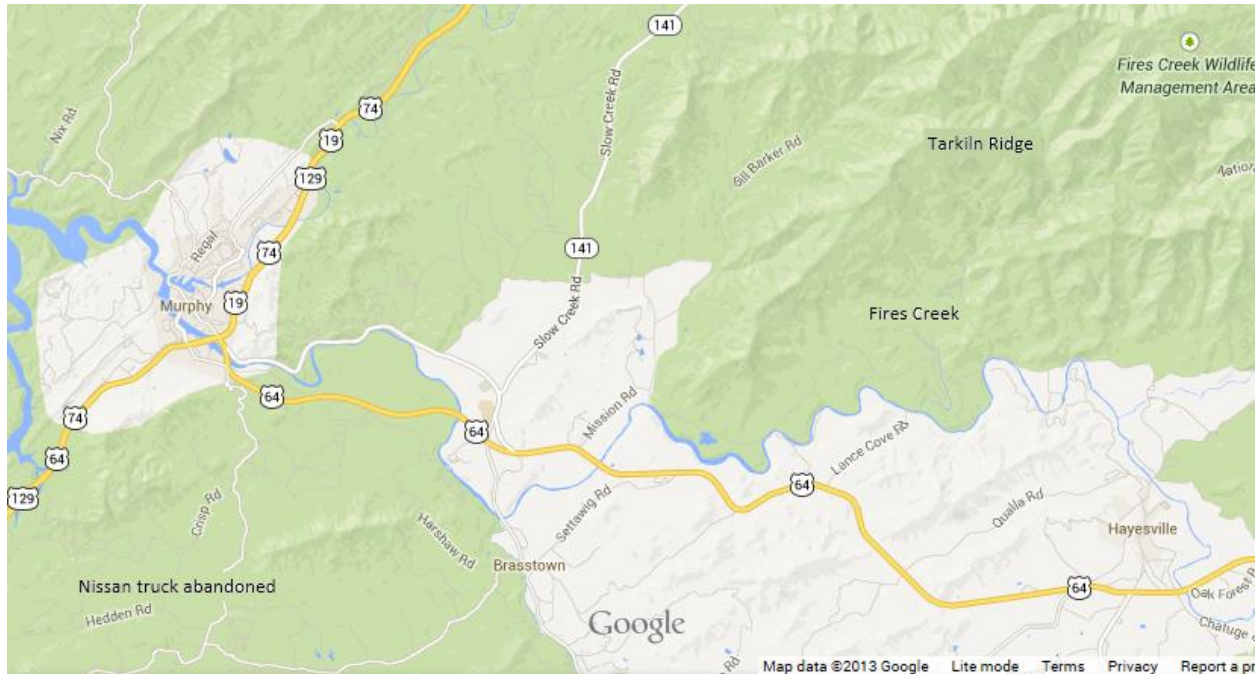 141
Fires Creek Wildlife
Management Area
Nix Rd
74
19
129
Slow Creek Rd
Gill Barker Rd
Tarkiln Ridge
Regal
74
141
Murphy
19
Slow Creek Rd
Fires Creek
64
74
64
129
64
Mission Rd
Lance Cove Rd
64
Crisp Rd
Harshaw Rd
Settawig Rd
Qualla Rd
Hayesville
Brasstown
Nissan truck abandoned
Hedden Rd
64
Oak Forest R
Chatuge
Google
Map data ©2013 Google Lite mode Terms Privacy Report a pr